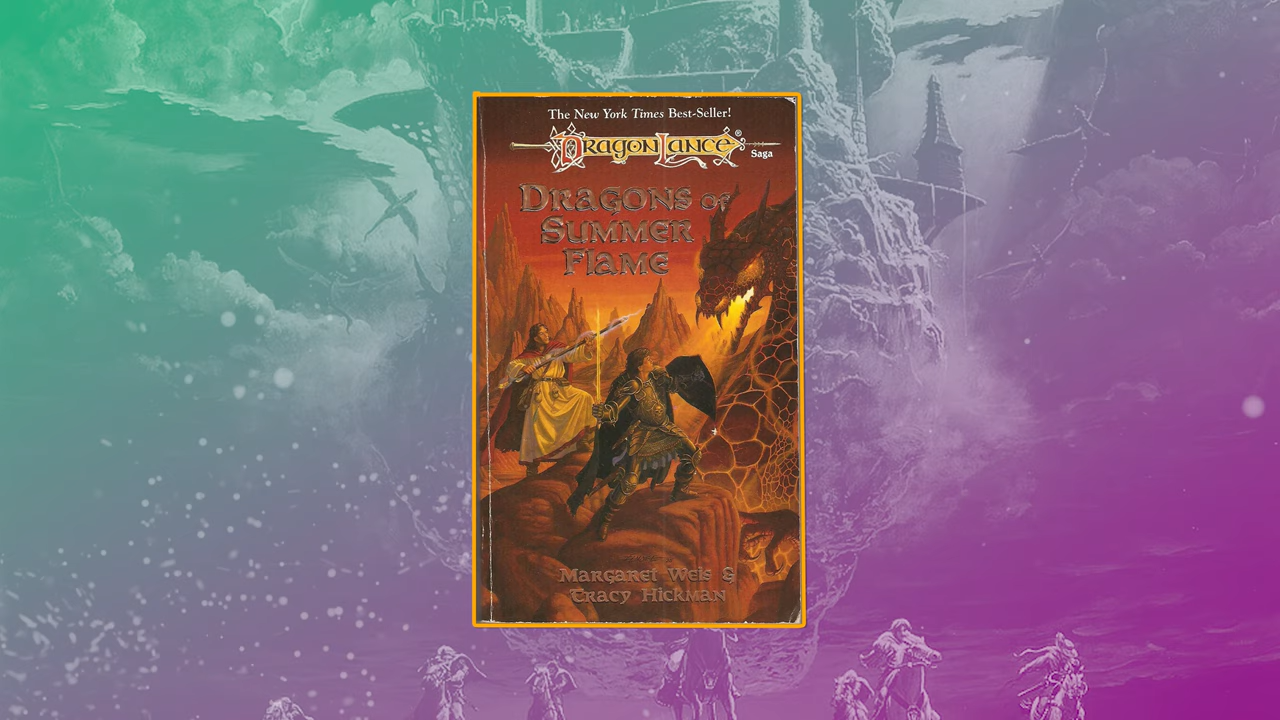 The New York Times Best-Seller!
DRAGONLANCE®
Saga
DRAGONS OF
SUMMER
FLAME
MARGARET WEIS &
TRACY HICKMAN